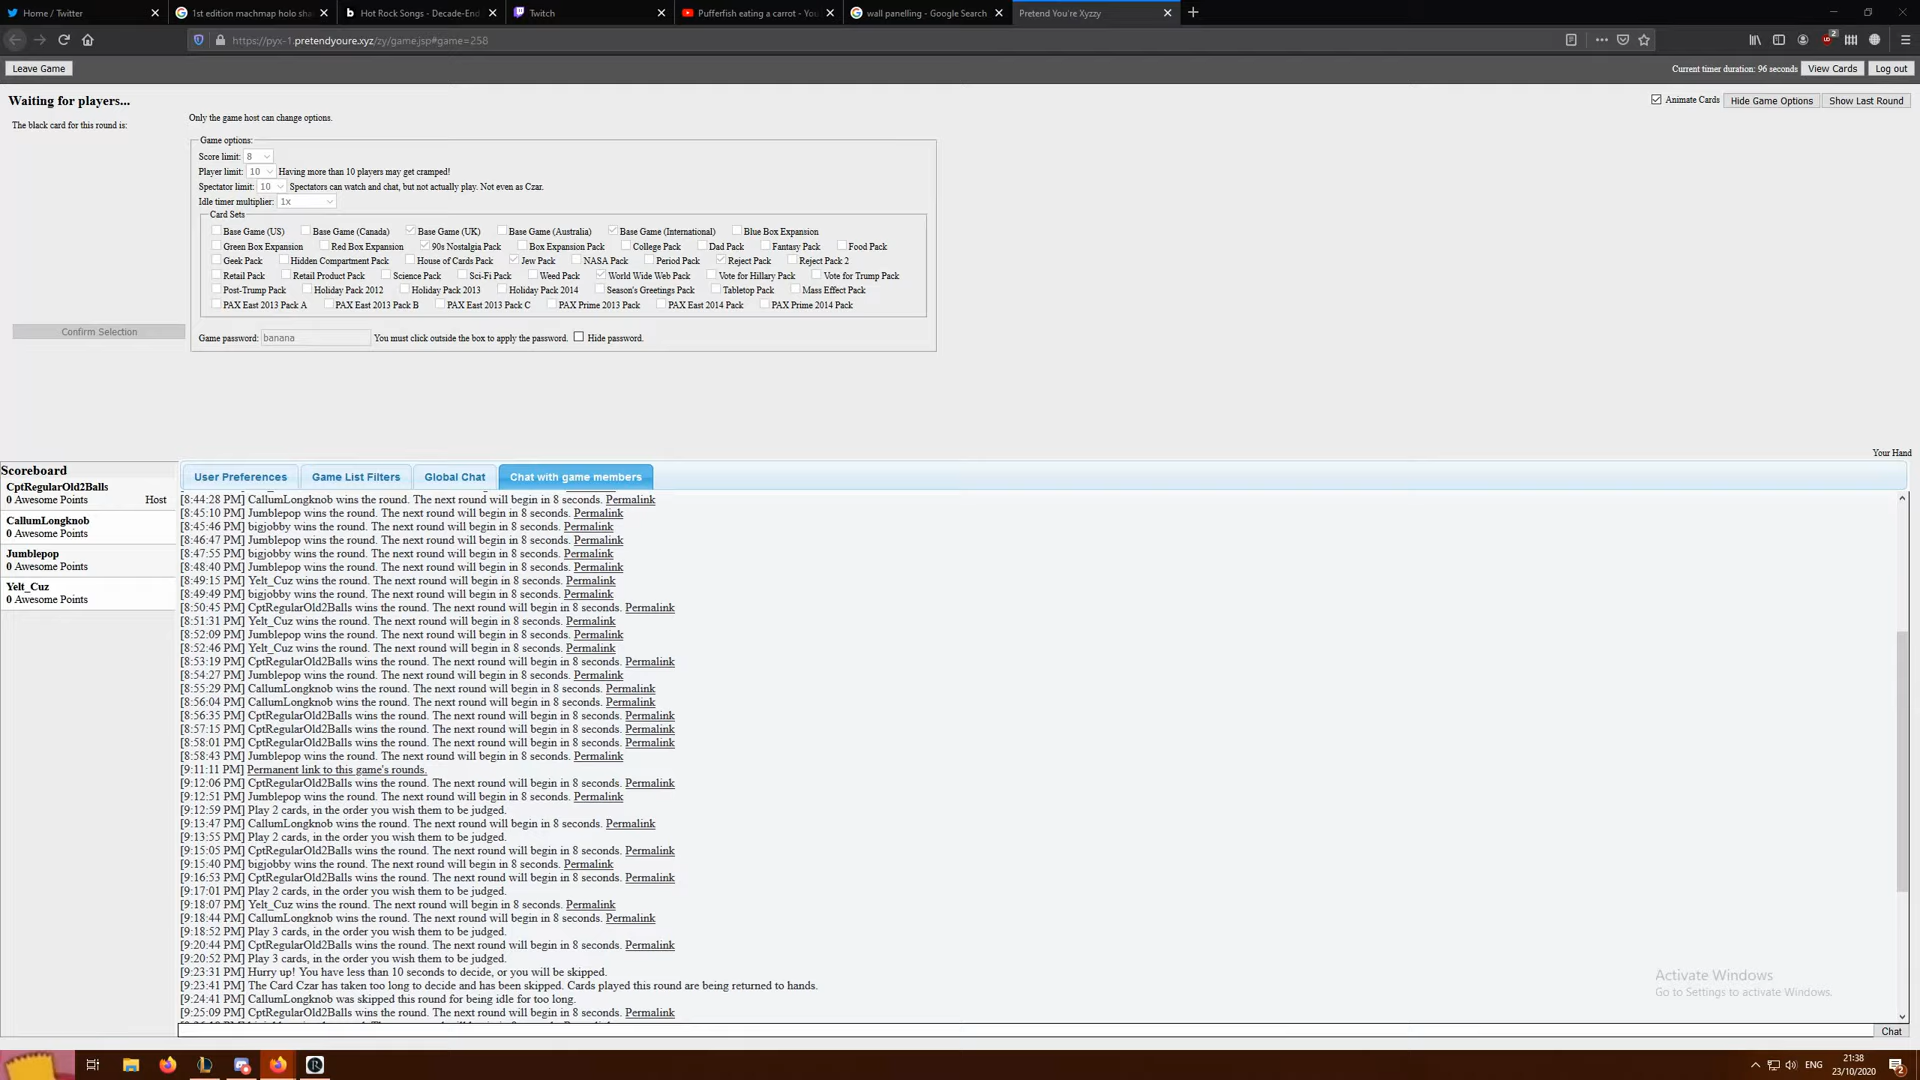 Home / Twitter
1st edition machmap holo sha
Hot Rock Songs - Decade-End
Twitch
Pufferfish eating a carrot - You
wall panelling - Google Search
Pretend You're Xyzzy
https://pyx-1.pretendyoure.xyz/zy/game.jsp#game=258
2
Leave Game
Current timer duration: 96 seconds
View Cards
Log out
Waiting for players...
Animate Cards
Hide Game Options
Show Last Round
The black card for this round is:
Only the game host can change options.
Game options:
Score limit: 8
Player limit: 10 Having more than 10 players may get cramped!
Spectator limit: 10 Spectators can watch and chat, but not actually play. Not even as Czar.
Idle timer multiplier: 1x
Card Sets
Base Game (US) Base Game (Canada) Base Game (UK) Base Game (Australia) Base Game (International) Blue Box Expansion
Green Box Expansion Red Box Expansion 90s Nostalgia Pack Box Expansion Pack College Pack Dad Pack Fantasy Pack Food Pack
Geek Pack Hidden Compartment Pack House of Cards Pack Jew Pack NASA Pack Period Pack Reject Pack Reject Pack 2
Retail Pack Retail Product Pack Science Pack Sci-Fi Pack Weed Pack World Wide Web Pack Vote for Hillary Pack Vote for Trump Pack
Post-Trump Pack Holiday Pack 2012 Holiday Pack 2013 Holiday Pack 2014 Season's Greetings Pack Tabletop Pack Mass Effect Pack
PAX East 2013 Pack A PAX East 2013 Pack B PAX East 2013 Pack C PAX Prime 2013 Pack PAX East 2014 Pack PAX Prime 2014 Pack
Confirm Selection
Game password: banana You must click outside the box to apply the password. Hide password.
Your Hand
Scoreboard
CptRegularOld2Balls
0 Awesome Points Host
CallumLongknob
0 Awesome Points
Jumblepop
0 Awesome Points
Yelt_Cuz
0 Awesome Points
User Preferences
Game List Filters
Global Chat
Chat with game members
[8:44:28 PM] CallumLongknob wins the round. The next round will begin in 8 seconds. Permalink
[8:45:10 PM] Jumblepop wins the round. The next round will begin in 8 seconds. Permalink
[8:45:46 PM] bigjobby wins the round. The next round will begin in 8 seconds. Permalink
[8:46:47 PM] Jumblepop wins the round. The next round will begin in 8 seconds. Permalink
[8:47:55 PM] bigjobby wins the round. The next round will begin in 8 seconds. Permalink
[8:48:40 PM] Jumblepop wins the round. The next round will begin in 8 seconds. Permalink
[8:49:15 PM] Yelt_Cuz wins the round. The next round will begin in 8 seconds. Permalink
[8:49:49 PM] bigjobby wins the round. The next round will begin in 8 seconds. Permalink
[8:50:45 PM] CptRegularOld2Balls wins the round. The next round will begin in 8 seconds. Permalink
[8:51:31 PM] Yelt_Cuz wins the round. The next round will begin in 8 seconds. Permalink
[8:52:09 PM] Jumblepop wins the round. The next round will begin in 8 seconds. Permalink
[8:52:46 PM] Yelt_Cuz wins the round. The next round will begin in 8 seconds. Permalink
[8:53:19 PM] CptRegularOld2Balls wins the round. The next round will begin in 8 seconds. Permalink
[8:54:27 PM] Jumblepop wins the round. The next round will begin in 8 seconds. Permalink
[8:55:29 PM] CallumLongknob wins the round. The next round will begin in 8 seconds. Permalink
[8:56:04 PM] CallumLongknob wins the round. The next round will begin in 8 seconds. Permalink
[8:56:35 PM] CptRegularOld2Balls wins the round. The next round will begin in 8 seconds. Permalink
[8:57:15 PM] CptRegularOld2Balls wins the round. The next round will begin in 8 seconds. Permalink
[8:58:01 PM] CptRegularOld2Balls wins the round. The next round will begin in 8 seconds. Permalink
[8:58:43 PM] Jumblepop wins the round. The next round will begin in 8 seconds. Permalink
[9:11:11 PM] Permanent link to this game's rounds.
[9:12:06 PM] CptRegularOld2Balls wins the round. The next round will begin in 8 seconds. Permalink
[9:12:51 PM] Jumblepop wins the round. The next round will begin in 8 seconds. Permalink
[9:12:59 PM] Play 2 cards, in the order you wish them to be judged.
[9:13:47 PM] CallumLongknob wins the round. The next round will begin in 8 seconds. Permalink
[9:13:55 PM] Play 2 cards, in the order you wish them to be judged.
[9:15:05 PM] CptRegularOld2Balls wins the round. The next round will begin in 8 seconds. Permalink
[9:15:40 PM] bigjobby wins the round. The next round will begin in 8 seconds. Permalink
[9:16:53 PM] CptRegularOld2Balls wins the round. The next round will begin in 8 seconds. Permalink
[9:17:01 PM] Play 2 cards, in the order you wish them to be judged.
[9:18:07 PM] Yelt_Cuz wins the round. The next round will begin in 8 seconds. Permalink
[9:18:44 PM] CallumLongknob wins the round. The next round will begin in 8 seconds. Permalink
[9:18:52 PM] Play 3 cards, in the order you wish them to be judged.
[9:20:44 PM] CptRegularOld2Balls wins the round. The next round will begin in 8 seconds. Permalink
[9:20:52 PM] Play 3 cards, in the order you wish them to be judged.
[9:23:31 PM] Hurry up! You have less than 10 seconds to decide, or you will be skipped.
[9:23:41 PM] The Card Czar has taken too long to decide and has been skipped. Cards played this round are being returned to hands.
[9:24:41 PM] CallumLongknob was skipped this round for being idle for too long.
[9:25:09 PM] CptRegularOld2Balls wins the round. The next round will begin in 8 seconds. Permalink
Activate Windows
Go to Settings to activate Windows.
Chat
ENG
21:38
23/10/2020
2